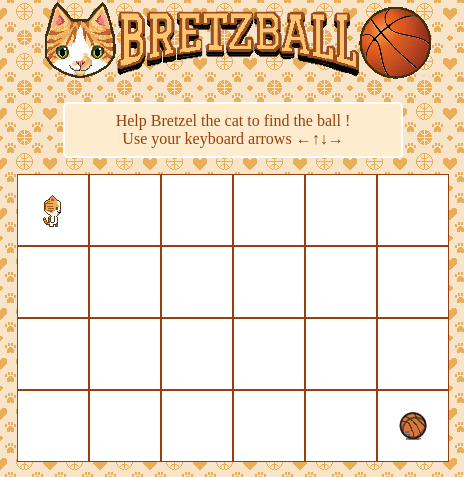 BRETZBALL
Help Bretzel the cat to find the ball !
Use your keyboard arrows ←↑↓→